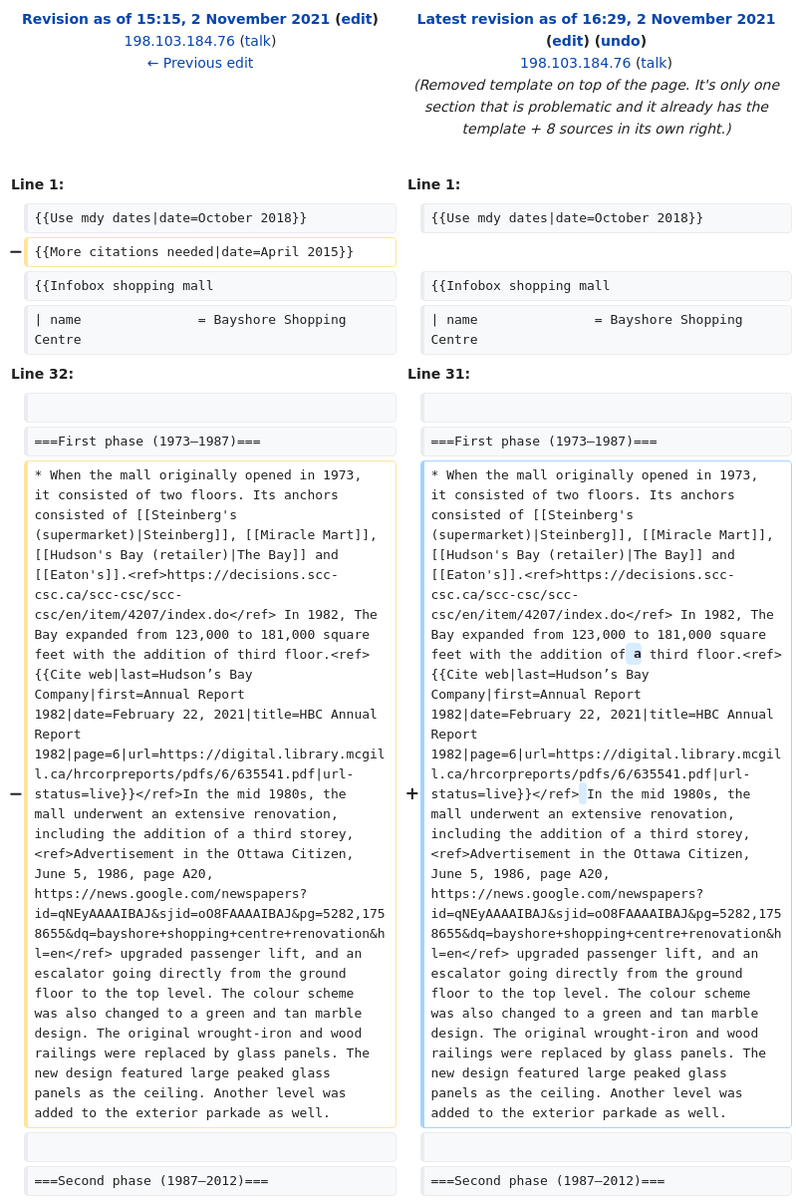 Revision as of 15:15, 2 November 2021 (edit)
198.103.184.76 (talk)
← Previous edit
Latest revision as of 16:29, 2 November 2021
(edit) (undo)
198.103.184.76 (talk)
(Removed template on top of the page. It's only one
section that is problematic and it already has the
template + 8 sources in its own right.)
Line 1:
Line 1:
{{Use mdy dates|date=October 2018}}
{{Use mdy dates|date=October 2018}}
− {{More citations needed|date=April 2015}}
{{Infobox shopping mall
{{Infobox shopping mall
| name = Bayshore Shopping
Centre
| name = Bayshore Shopping
Centre
Line 32:
Line 31:
===First phase (1973–1987)===
===First phase (1973–1987)===
* When the mall originally opened in 1973,
it consisted of two floors. Its anchors
consisted of [[Steinberg's
(supermarket)|Steinberg]], [[Miracle Mart]],
[[Hudson's Bay (retailer)|The Bay]] and
[[Eaton's]].<ref>https://decisions.scc-
csc.ca/scc-csc/scc-
csc/en/item/4207/index.do</ref> In 1982, The
Bay expanded from 123,000 to 181,000 square
feet with the addition of third floor.<ref>
{{Cite web|last=Hudson’s Bay
Company|first=Annual Report
1982|date=February 22, 2021|title=HBC Annual
Report
1982|page=6|url=https://digital.library.mcgil
l.ca/hrcorpreports/pdfs/6/635541.pdf|url-
− status=live}}</ref>In the mid 1980s, the
mall underwent an extensive renovation,
including the addition of a third storey,
<ref>Advertisement in the Ottawa Citizen,
June 5, 1986, page A20,
https://news.google.com/newspapers?
id=qNEyAAAAIBAJ&sjid=oO8FAAAAIBAJ&pg=5282,175
8655&dq=bayshore+shopping+centre+renovation&h
l=en</ref> upgraded passenger lift, and an
escalator going directly from the ground
floor to the top level. The colour scheme
was also changed to a green and tan marble
design. The original wrought-iron and wood
railings were replaced by glass panels. The
new design featured large peaked glass
panels as the ceiling. Another level was
added to the exterior parkade as well.
* When the mall originally opened in 1973,
it consisted of two floors. Its anchors
consisted of [[Steinberg's
(supermarket)|Steinberg]], [[Miracle Mart]],
[[Hudson's Bay (retailer)|The Bay]] and
[[Eaton's]].<ref>https://decisions.scc-
csc.ca/scc-csc/scc-
csc/en/item/4207/index.do</ref> In 1982, The
Bay expanded from 123,000 to 181,000 square
feet with the addition of a third floor.<ref>
{{Cite web|last=Hudson’s Bay
Company|first=Annual Report
1982|date=February 22, 2021|title=HBC Annual
Report
1982|page=6|url=https://digital.library.mcgil
l.ca/hrcorpreports/pdfs/6/635541.pdf|url-
+ status=live}}</ref> In the mid 1980s, the
mall underwent an extensive renovation,
including the addition of a third storey,
<ref>Advertisement in the Ottawa Citizen,
June 5, 1986, page A20,
https://news.google.com/newspapers?
id=qNEyAAAAIBAJ&sjid=oO8FAAAAIBAJ&pg=5282,175
8655&dq=bayshore+shopping+centre+renovation&h
l=en</ref> upgraded passenger lift, and an
escalator going directly from the ground
floor to the top level. The colour scheme
was also changed to a green and tan marble
design. The original wrought-iron and wood
railings were replaced by glass panels. The
new design featured large peaked glass
panels as the ceiling. Another level was
added to the exterior parkade as well.
===Second phase (1987–2012)===
===Second phase (1987–2012)===